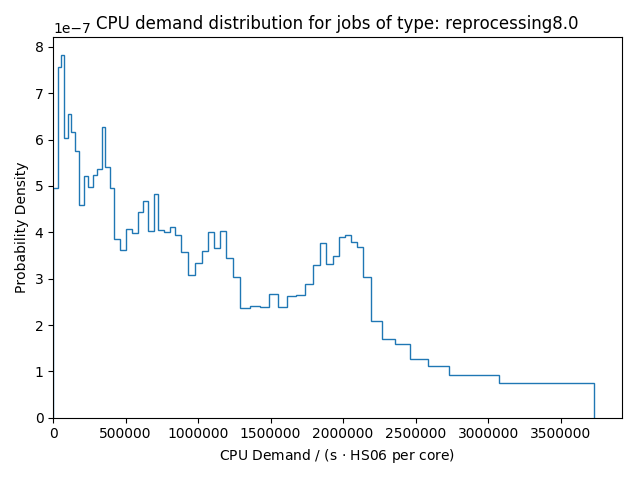 CPU demand distribution for jobs of type: reprocessing8.0
1e−7
8
7
6
5
4
3
2
1
0
Probability Density
0 500000 1000000 1500000 2000000 2500000 3000000 3500000
CPU Demand / (s · HS06 per core)